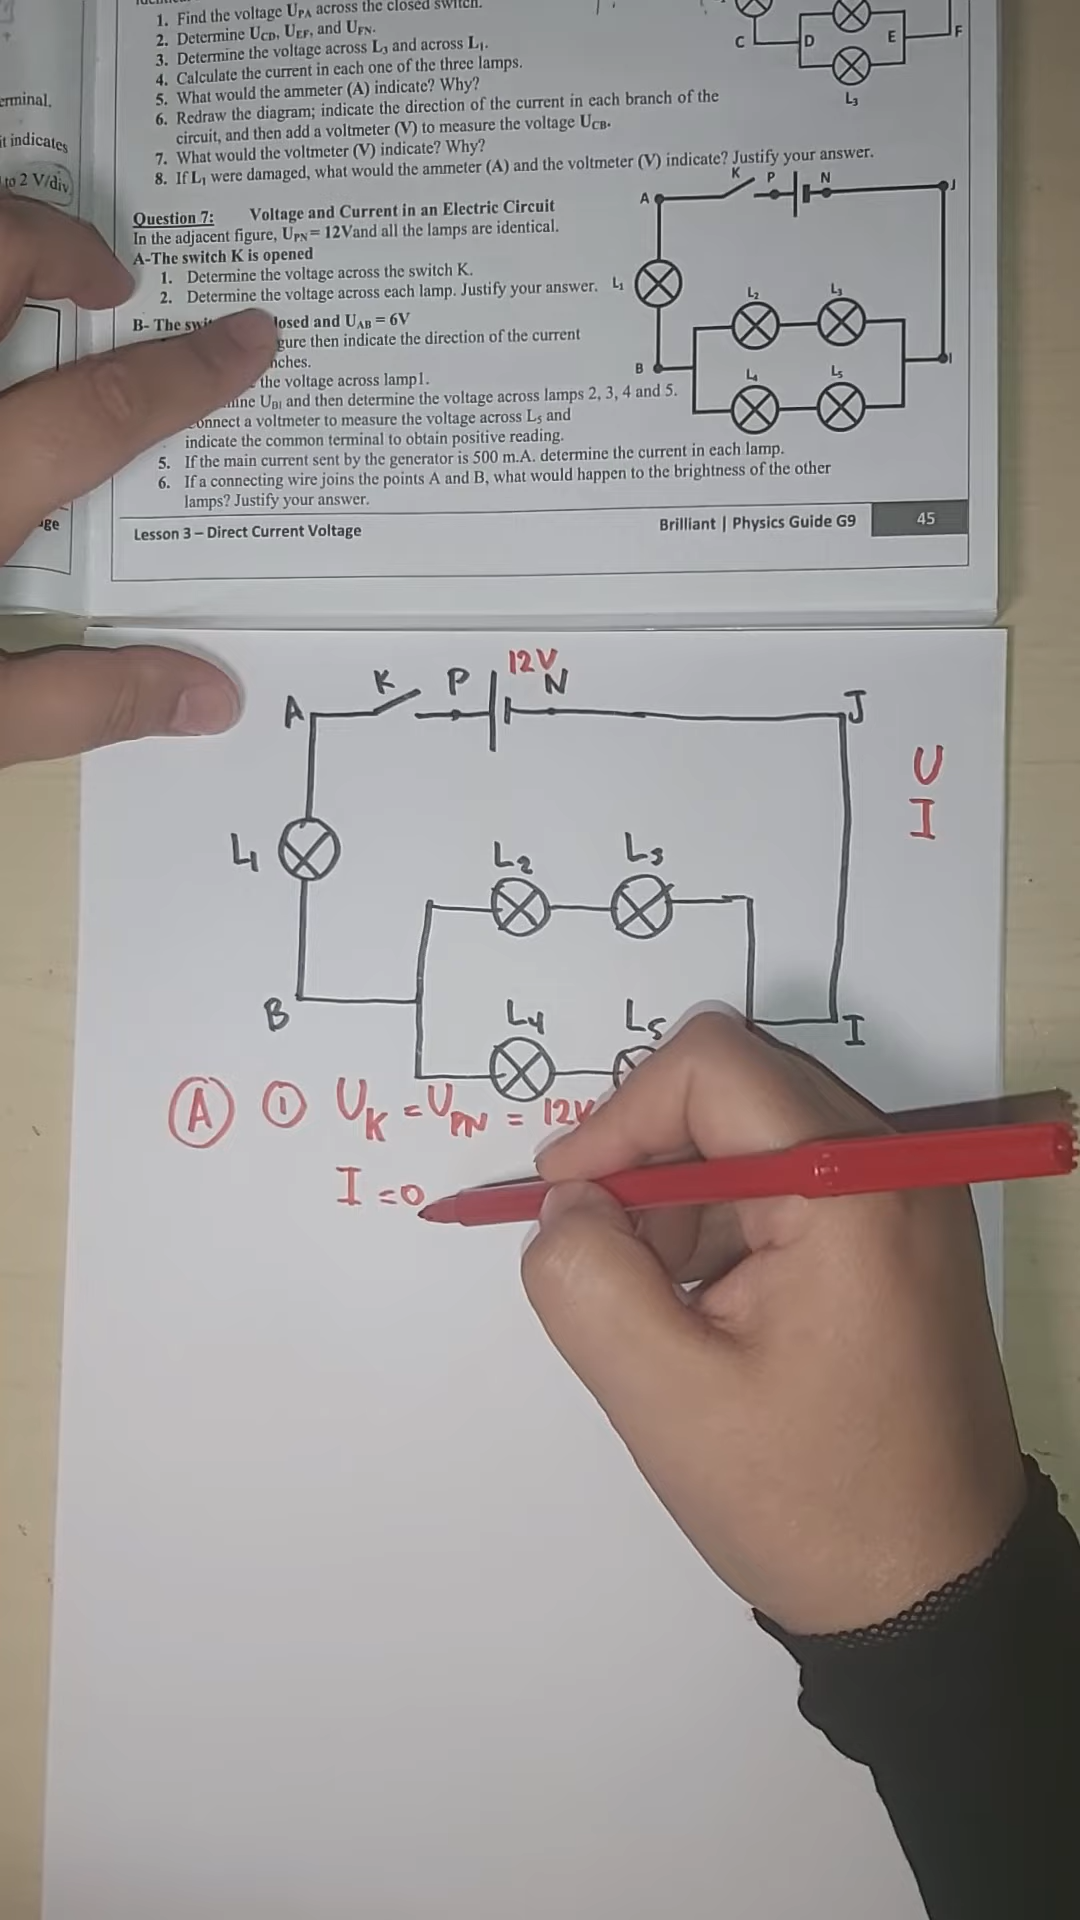 1. Find the voltage UPA across the closed switch.
2. Determine UCD, UEF, and UFN.
3. Determine the voltage across L3 and across L1.
4. Calculate the current in each one of the three lamps.
5. What would the ammeter (A) indicate? Why?
6. Redraw the diagram; indicate the direction of the current in each branch of the
circuit, and then add a voltmeter (V) to measure the voltage UCB.
7. What would the voltmeter (V) indicate? Why?
8. If L1 were damaged, what would the ammeter (A) and the voltmeter (V) indicate? Justify your answer.
C D E F
L3
erminal,
it indicates
to 2 V/div
Question 7: Voltage and Current in an Electric Circuit
In the adjacent figure, UPN = 12Vand all the lamps are identical.
A-The switch K is opened
1. Determine the voltage across the switch K.
2. Determine the voltage across each lamp. Justify your answer.
B- The losed and UAB = 6V
gure then indicate the direction of the current
nches.
the voltage across lamp1.
ine UBI and then determine the voltage across lamps 2, 3, 4 and 5.
onnect a voltmeter to measure the voltage across L5 and
indicate the common terminal to obtain positive reading.
5. If the main current sent by the generator is 500 m.A. determine the current in each lamp.
6. If a connecting wire joins the points A and B, what would happen to the brightness of the other
lamps? Justify your answer.
A K P N J
L1 L2 L3
B L4 L5 I
ge
Lesson 3 – Direct Current Voltage
Brilliant | Physics Guide G9 45
12V
A K P N J
U
I
L1 L2 L3
B L4 L5 I
A 1 UK = UPN = 12V
I = 0